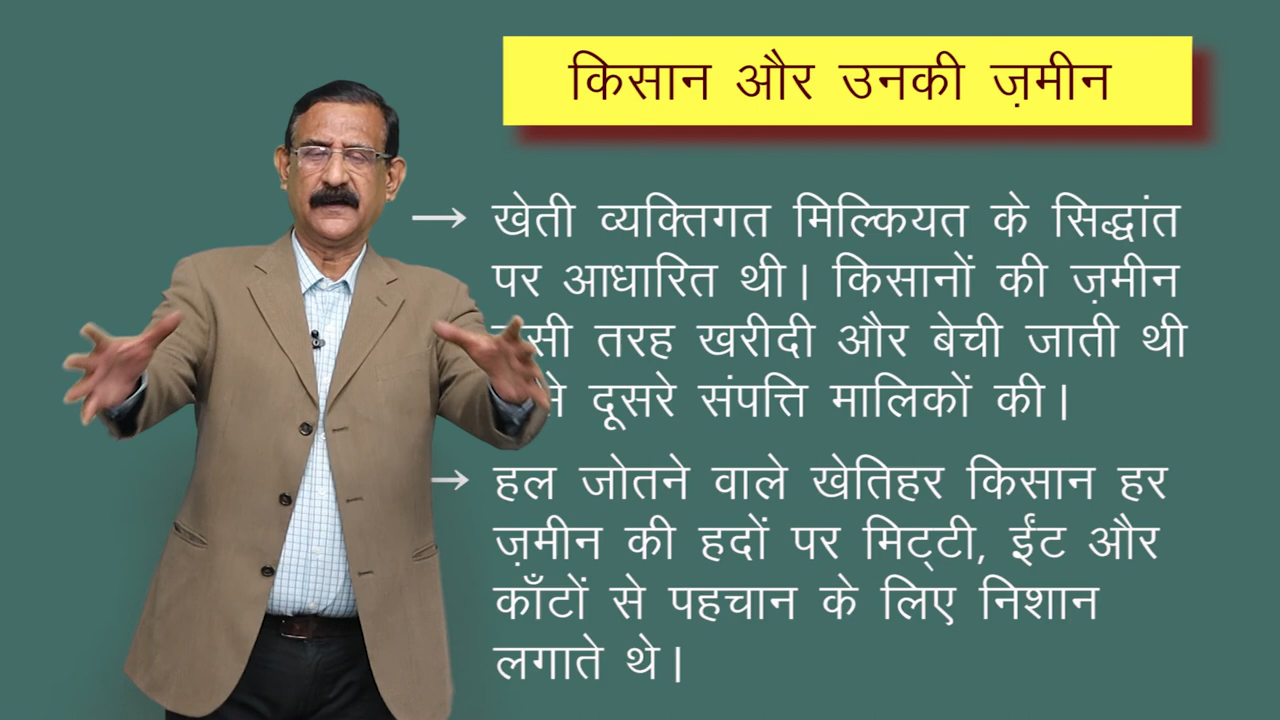 किसान और उनकी ज़मीन
→ खेती व्यक्तिगत मिल्कियत के सिद्धांत
पर आधारित थी। किसानों की ज़मीन
तरह खरीदी और बेची जाती थी
दूसरे संपत्ति मालिकों की।
→ हल जोतने वाले खेतिहर किसान हर
ज़मीन की हदों पर मिट्टी, ईंट और
काँटों से पहचान के लिए निशान
लगाते थे।